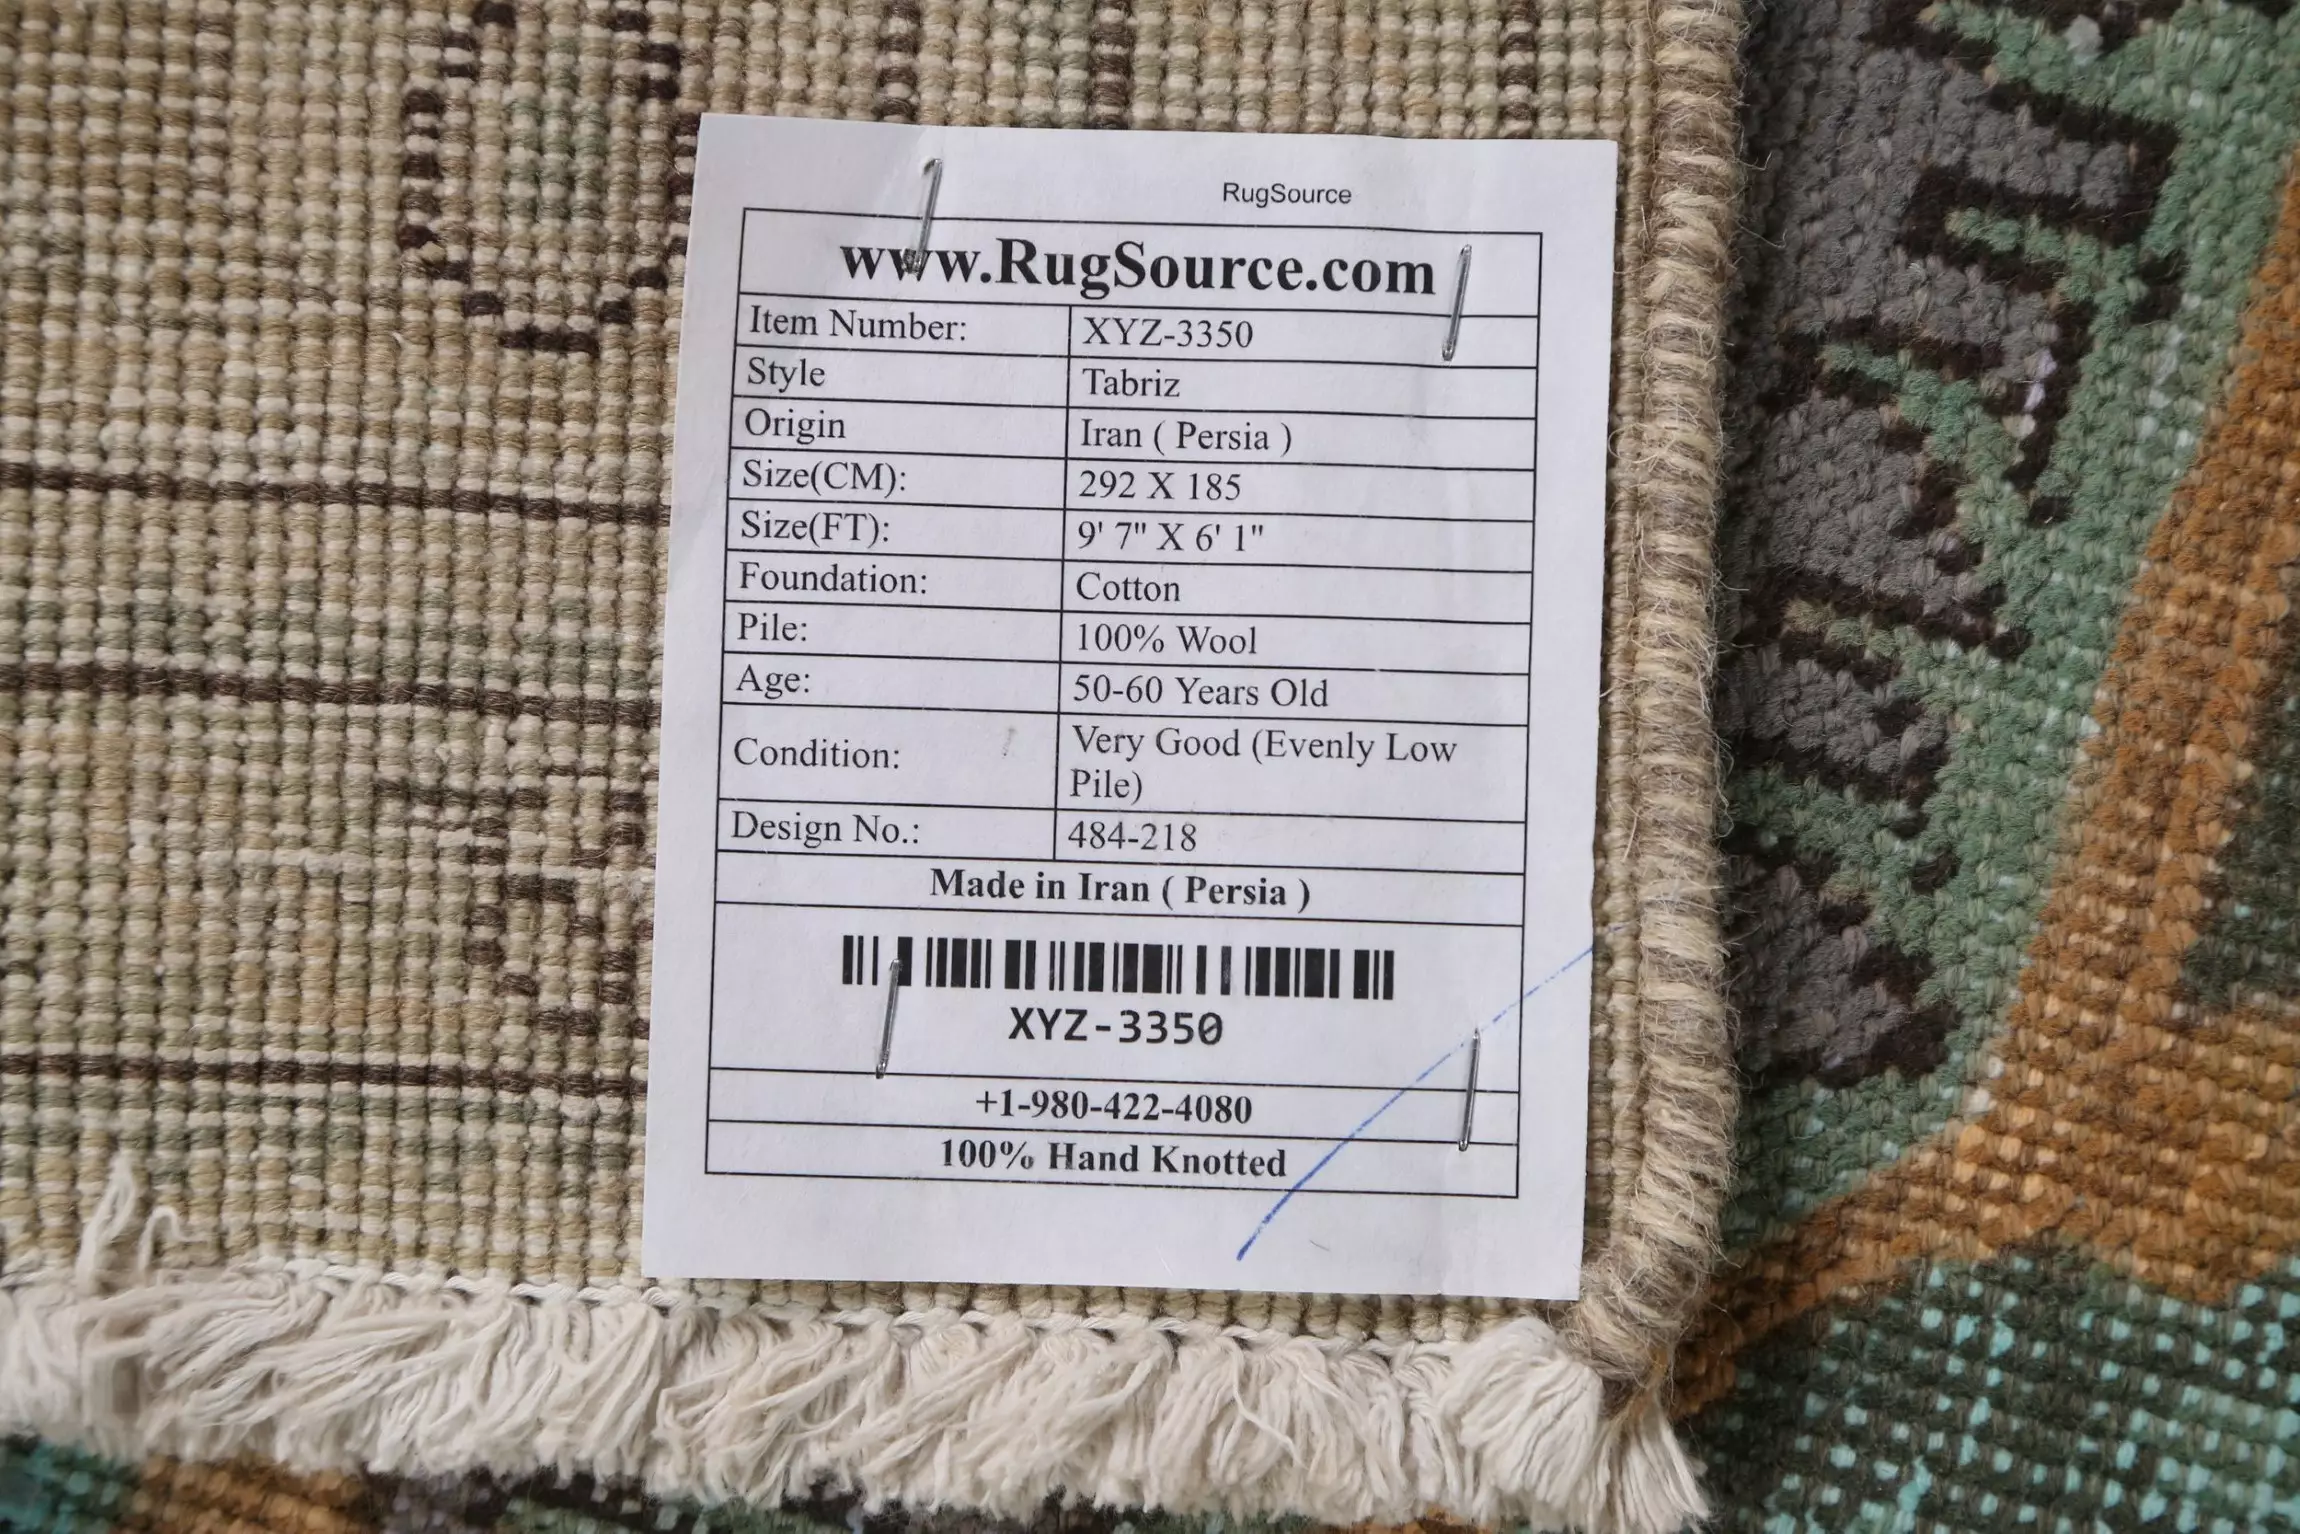 RugSource
www.RugSource.com
Item Number: XYZ-3350
Style Tabriz
Origin Iran ( Persia )
Size(CM): 292 X 185
Size(FT): 9' 7" X 6' 1"
Foundation: Cotton
Pile: 100% Wool
Age: 50-60 Years Old
Condition: Very Good (Evenly Low
Pile)
Design No.: 484-218
Made in Iran ( Persia )
XYZ-3350
+1-980-422-4080
100% Hand Knotted